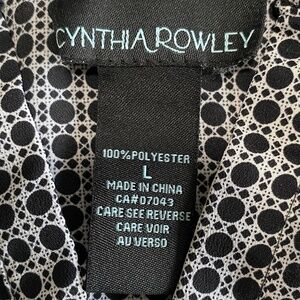 CYNTHIA ROWLEY
100% POLYESTER
L
MADE IN CHINA
CA#07043
CARE SEE REVERSE
CARE VOIR
AU VERSO